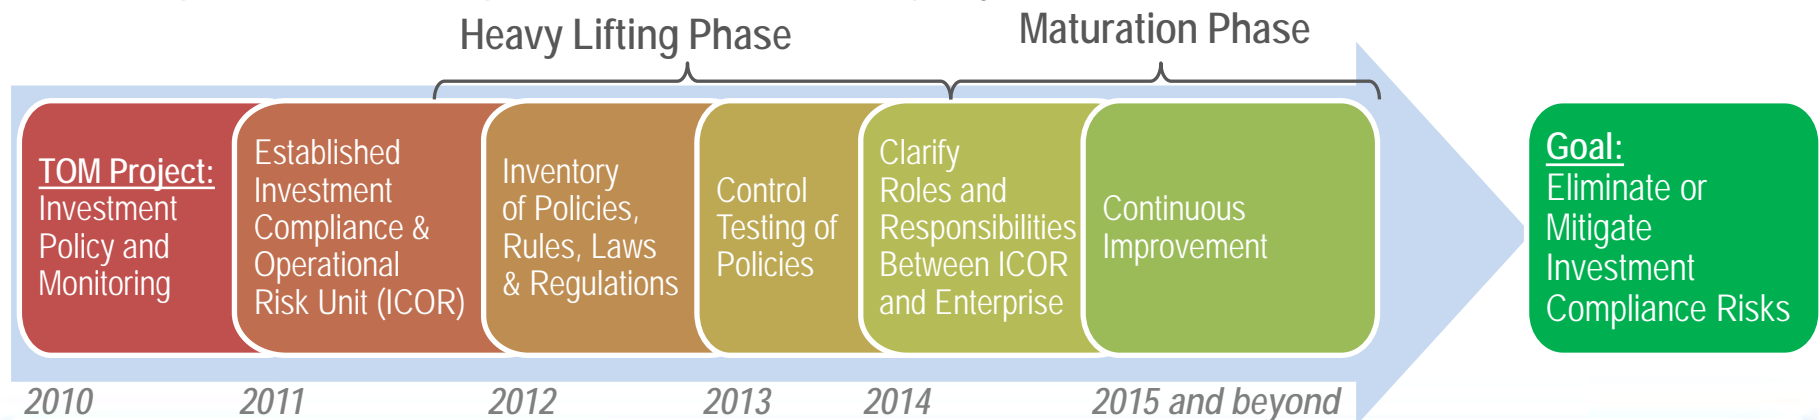 Heavy Lifting Phase
Maturation Phase
TOM Project:
Investment
Policy and
Monitoring
Established
Investment
Compliance &
Operational
Risk Unit (ICOR)
Inventory
of Policies,
Rules, Laws
& Regulations
Control
Testing of
Policies
Clarify
Roles and
Responsibilities
Between ICOR
and Enterprise
Continuous
Improvement
Goal:
Eliminate or
Mitigate
Investment
Compliance Risks
2010
2011
2012
2013
2014
2015 and beyond